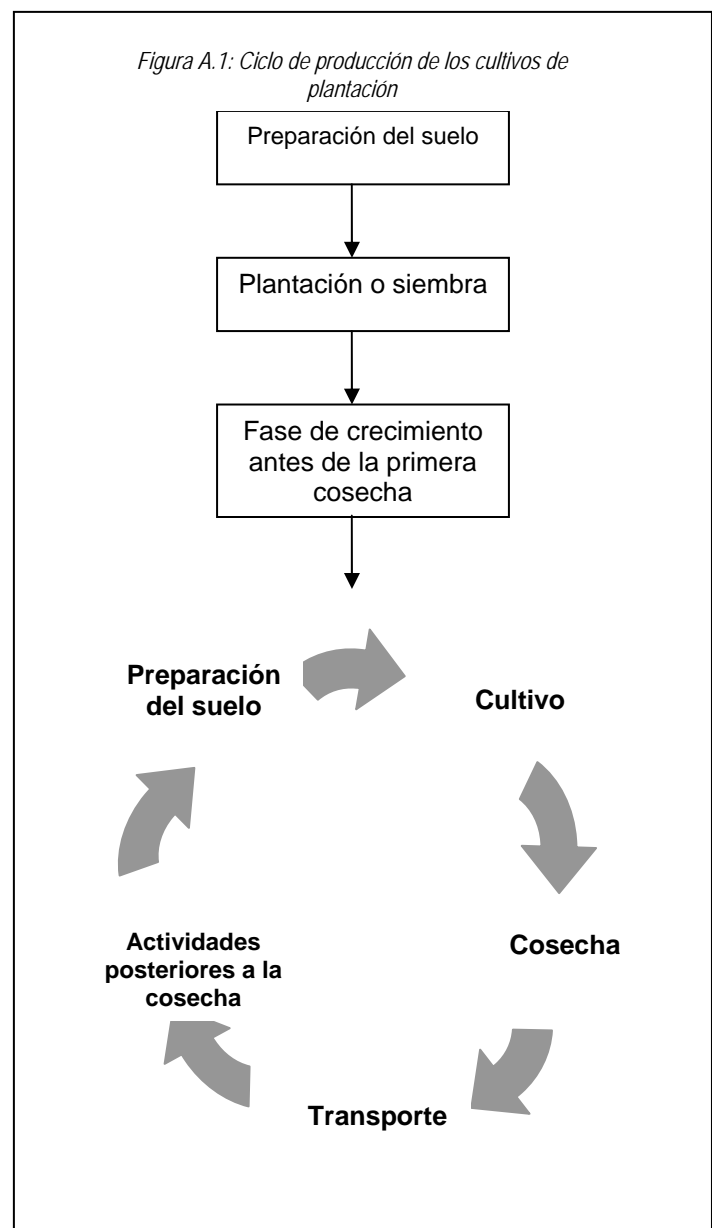 Figura A.1: Ciclo de producción de los cultivos de
plantación
Preparación del suelo
Plantación o siembra
Fase de crecimiento
antes de la primera
cosecha
Preparación
del suelo
Cultivo
Cosecha
Transporte
Actividades
posteriores a la
cosecha